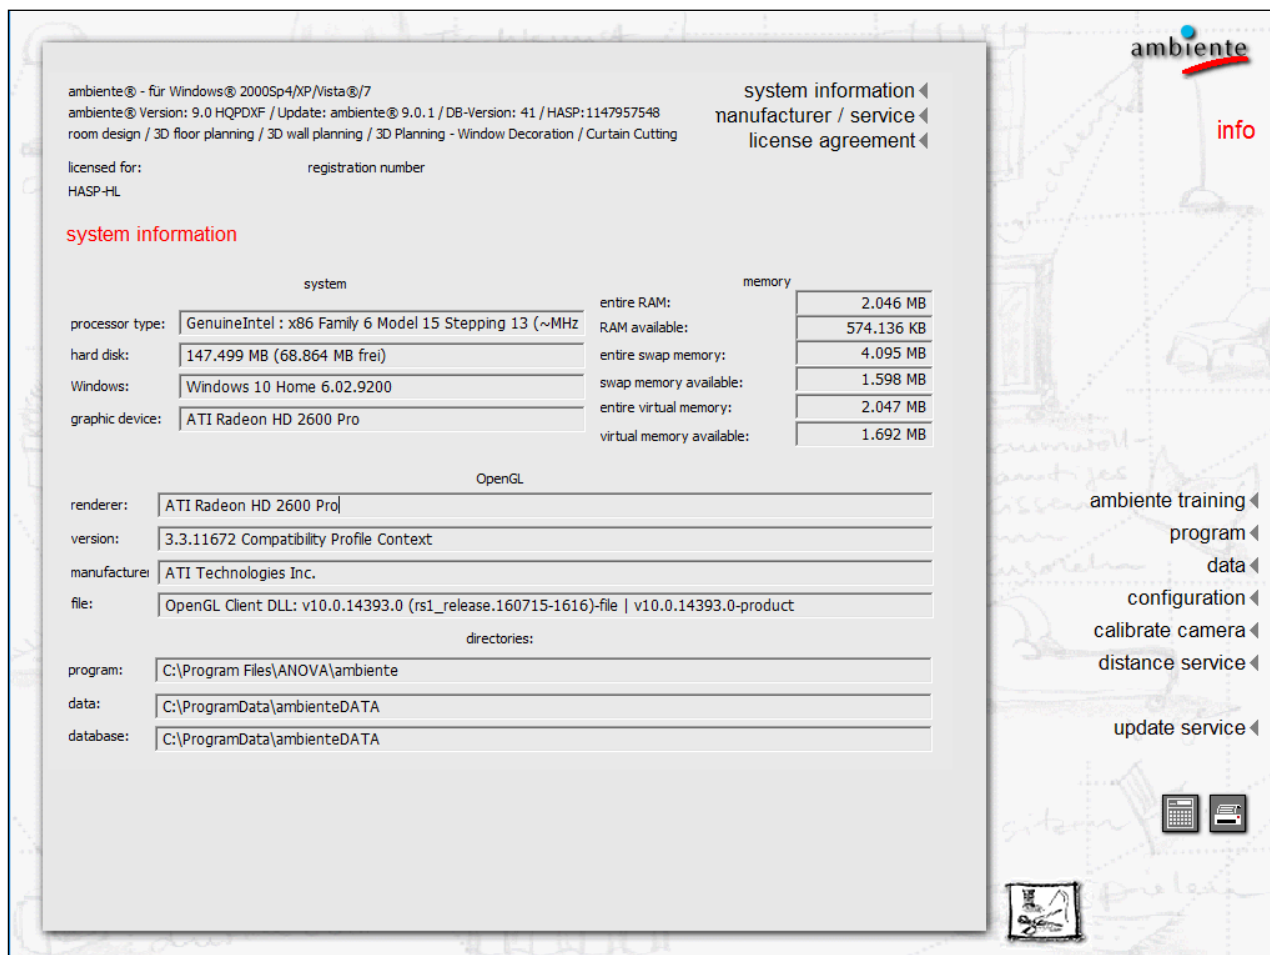 ambiente
info
ambiente® - für Windows® 2000Sp4/XP/Vista®/7
ambiente® Version: 9.0 HQPDXF / Update: ambiente® 9.0.1 / DB-Version: 41 / HASP:1147957548
room design / 3D floor planning / 3D wall planning / 3D Planning - Window Decoration / Curtain Cutting
system information
manufacturer / service
license agreement
licensed for:
registration number
HASP-HL
system information
system
processor type: GenuineIntel : x86 Family 6 Model 15 Stepping 13 (~MHz
hard disk: 147.499 MB (68.864 MB frei)
Windows: Windows 10 Home 6.02.9200
graphic device: ATI Radeon HD 2600 Pro
memory
entire RAM: 2.046 MB
RAM available: 574.136 KB
entire swap memory: 4.095 MB
swap memory available: 1.598 MB
entire virtual memory: 2.047 MB
virtual memory available: 1.692 MB
OpenGL
renderer: ATI Radeon HD 2600 Pro
version: 3.3.11672 Compatibility Profile Context
manufacturer ATI Technologies Inc.
file: OpenGL Client DLL: v10.0.14393.0 (rs1_release.160715-1616)-file | v10.0.14393.0-product
directories:
program: C:\Program Files\ANOVA\ambiente
data: C:\ProgramData\ambienteDATA
database: C:\ProgramData\ambienteDATA
ambiente training
program
data
configuration
calibrate camera
distance service
update service